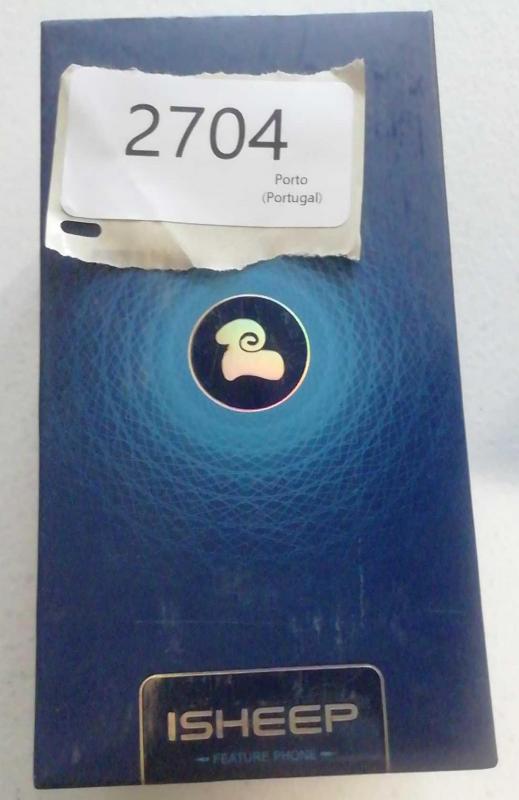 2704
Porto
(Portugal)
ISHEEP
FEATURE PHONE